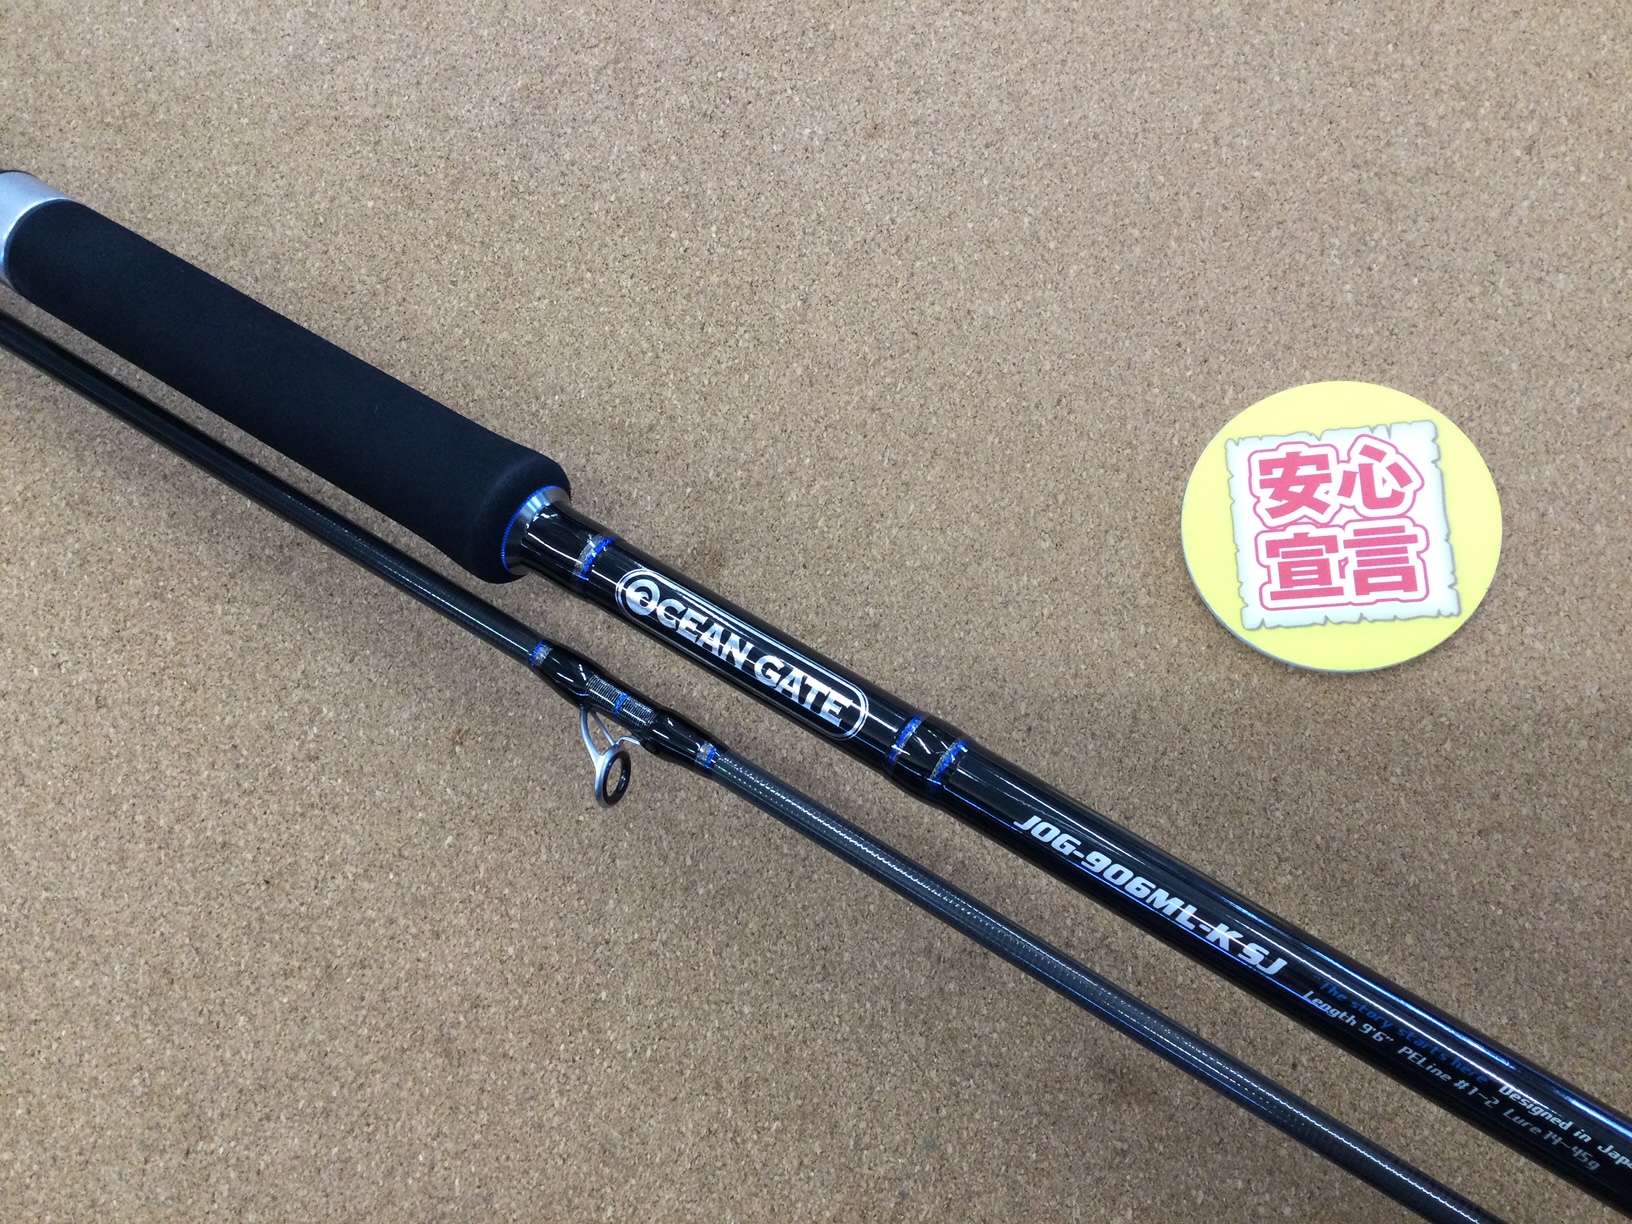 OCEAN GATE
JOG-906ML-KSJ
The story starts here Designed in Japa
Length 9'6" PELine #1-2 Lure 14-45g
安心
宣言